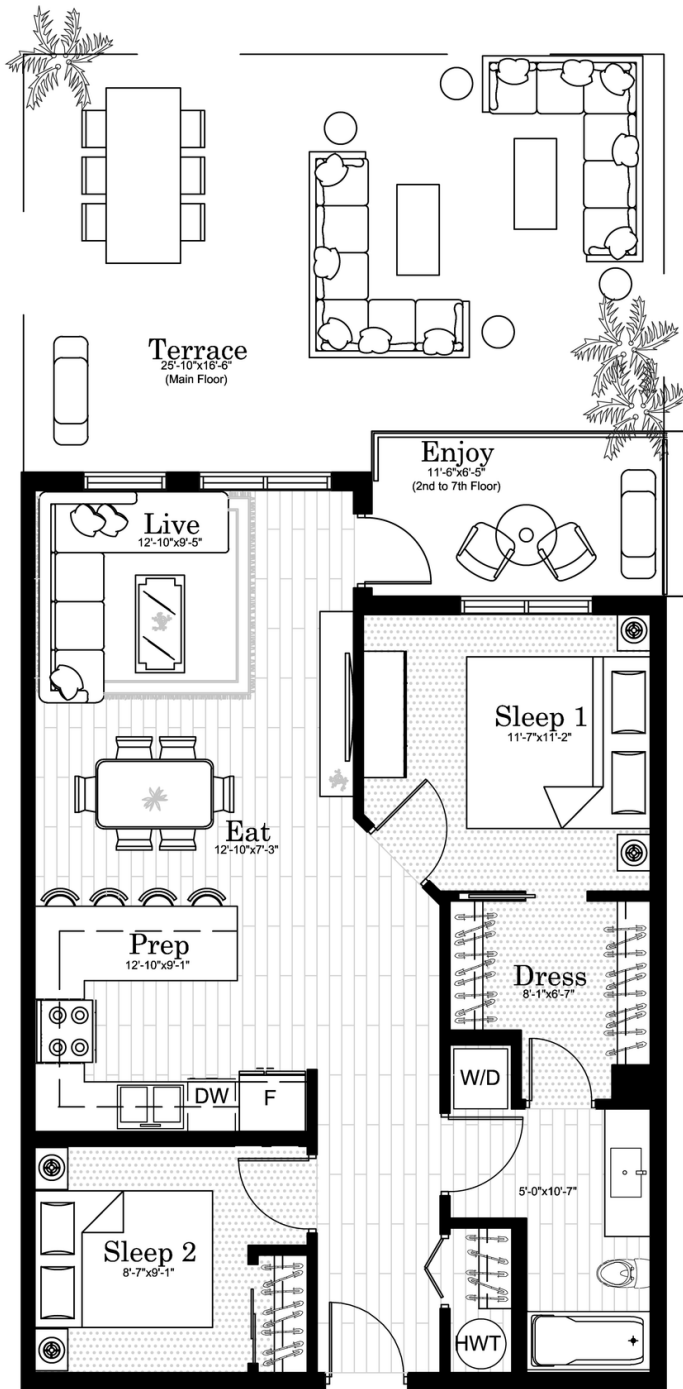 Terrace
25'-10"x16'-6"
(Main Floor)
Enjoy
11'-6"x6'-5"
(2nd to 7th Floor)
Live
12'-10"x9'-5"
Sleep 1
11'-7"x11'-2"
Eat
12'-10"x7'-3"
Prep
12'-10"x9'-1"
Dress
8'-1"x6'-7"
W/D
DW
F
5'-0"x10'-7"
Sleep 2
8'-7"x9'-1"
HWT